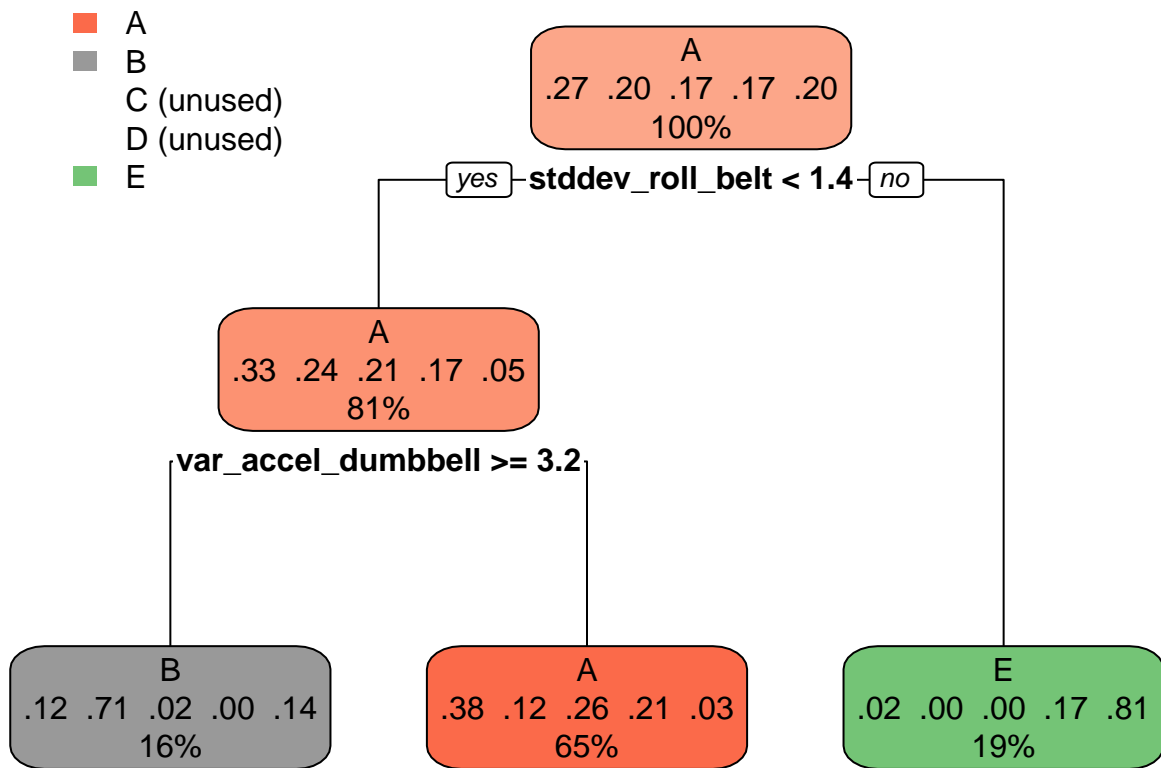 A
B
C (unused)
D (unused)
E
A
.27 .20 .17 .17 .20
100%
yes stddev_roll_belt < 1.4 no
A
.33 .24 .21 .17 .05
81%
var_accel_dumbbell >= 3.2
B
.12 .71 .02 .00 .14
16%
A
.38 .12 .26 .21 .03
65%
E
.02 .00 .00 .17 .81
19%